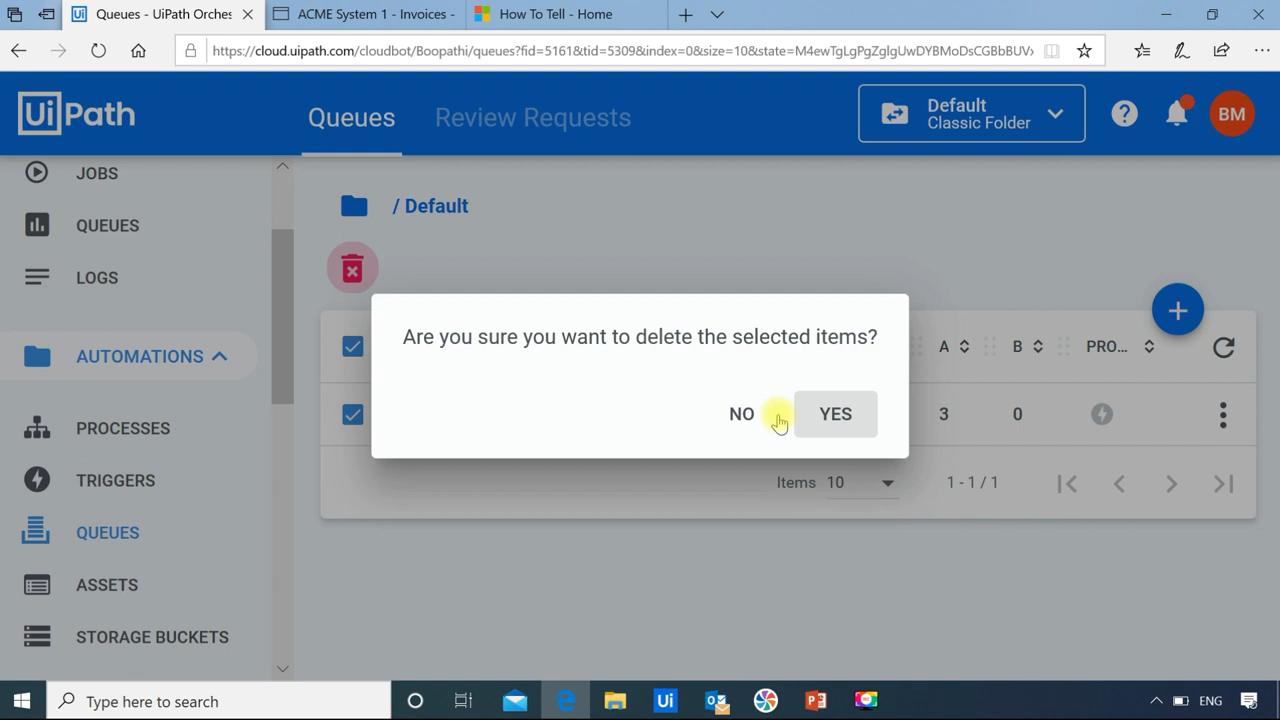 Queues - UiPath Orches
ACME System 1 - Invoices -
How To Tell - Home
https://cloud.uipath.com/cloudbot/Boopathi/queues?fid=5161&tid=5309&index=0&size=10&state=
UiPath
Queues
Review Requests
Default
Classic Folder
BM
JOBS
QUEUES
LOGS
AUTOMATIONS
PROCESSES
TRIGGERS
QUEUES
ASSETS
STORAGE BUCKETS
/ Default
Are you sure you want to delete the selected items?
NO
YES
A
B
PRO...
3
0
Items 10
1 - 1 / 1
Type here to search
Ui
ENG